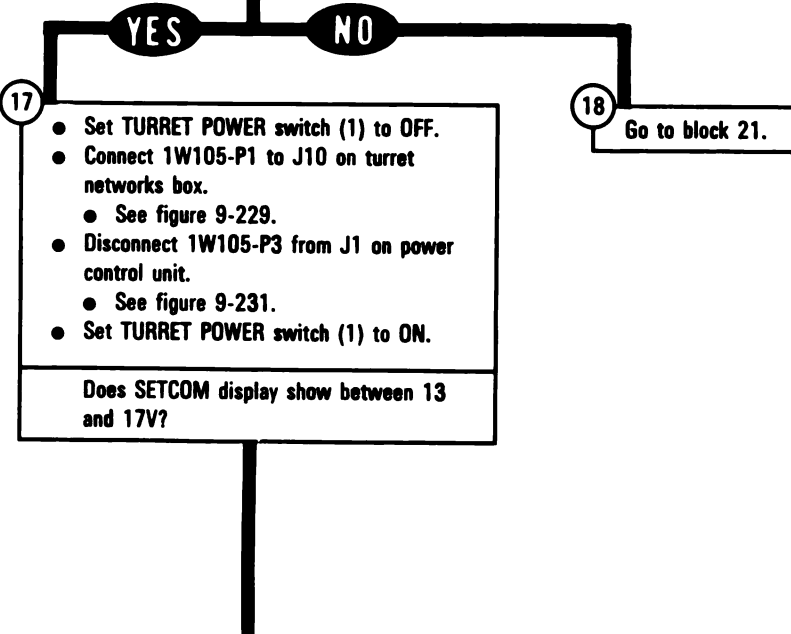 YES
NO
17
● Set TURRET POWER switch (1) to OFF.
● Connect 1W105-P1 to J10 on turret
networks box.
● See figure 9-229.
● Disconnect 1W105-P3 from J1 on power
control unit.
● See figure 9-231.
● Set TURRET POWER switch (1) to ON.
Does SETCOM display show between 13
and 17V?
18
Go to block 21.